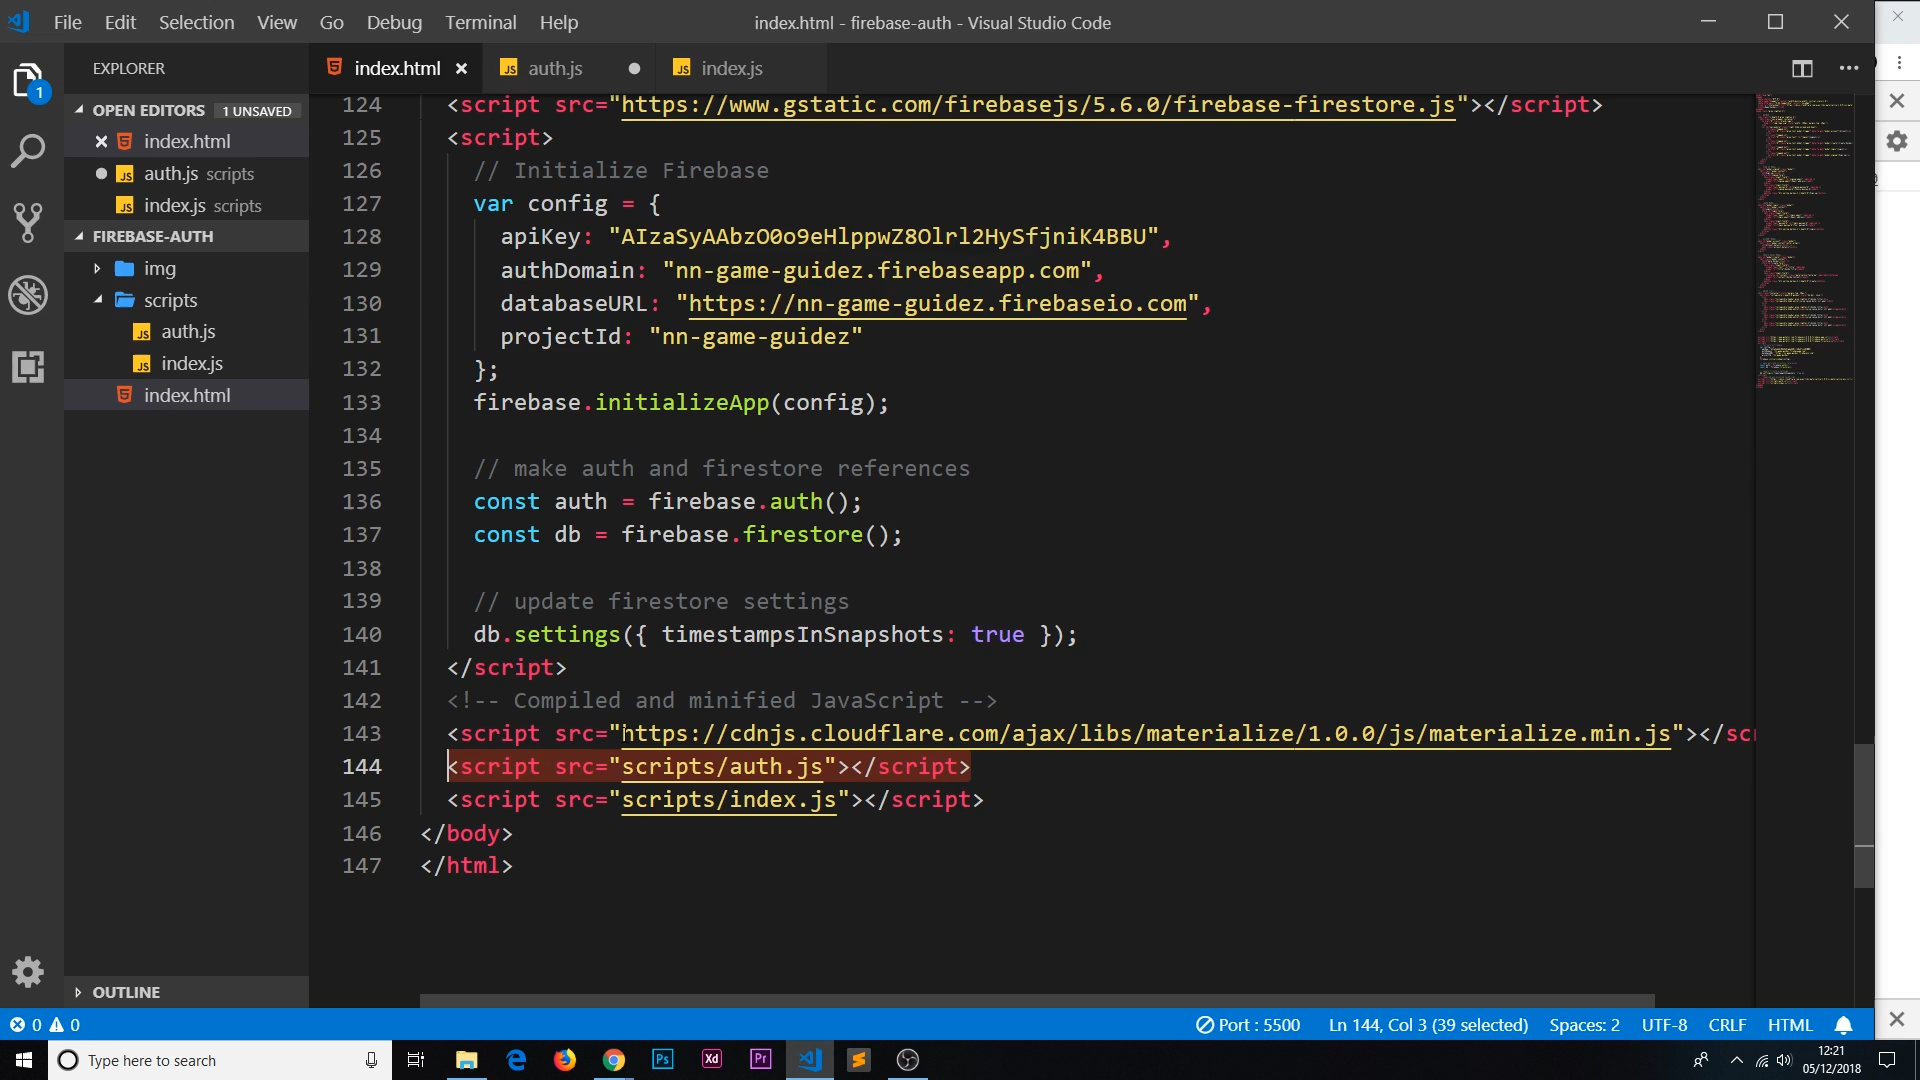 File Edit Selection View Go Debug Terminal Help
index.html - firebase-auth - Visual Studio Code
EXPLORER
OPEN EDITORS 1 UNSAVED
index.html
auth.js scripts
index.js scripts
FIREBASE-AUTH
img
scripts
auth.js
index.js
index.html
OUTLINE
1
index.html auth.js index.js
124 <script src="https://www.gstatic.com/firebasejs/5.6.0/firebase-firestore.js"></script>
125 <script>
126 // Initialize Firebase
127 var config = {
128 apiKey: "AIzaSyAAbzO0o9eHlppwZ8Olrl2HySfjniK4BBU",
129 authDomain: "nn-game-guidez.firebaseapp.com",
130 databaseURL: "https://nn-game-guidez.firebaseio.com",
131 projectId: "nn-game-guidez"
132 };
133 firebase.initializeApp(config);
134
135 // make auth and firestore references
136 const auth = firebase.auth();
137 const db = firebase.firestore();
138
139 // update firestore settings
140 db.settings({ timestampsInSnapshots: true });
141 </script>
142 <!-- Compiled and minified JavaScript -->
143 <script src="https://cdnjs.cloudflare.com/ajax/libs/materialize/1.0.0/js/materialize.min.js"></scr
144 <script src="scripts/auth.js"></script>
145 <script src="scripts/index.js"></script>
146 </body>
147 </html>
0 0 Port : 5500 Ln 144, Col 3 (39 selected) Spaces: 2 UTF-8 CRLF HTML
Type here to search
Ps Xd Pr
12:21
05/12/2018